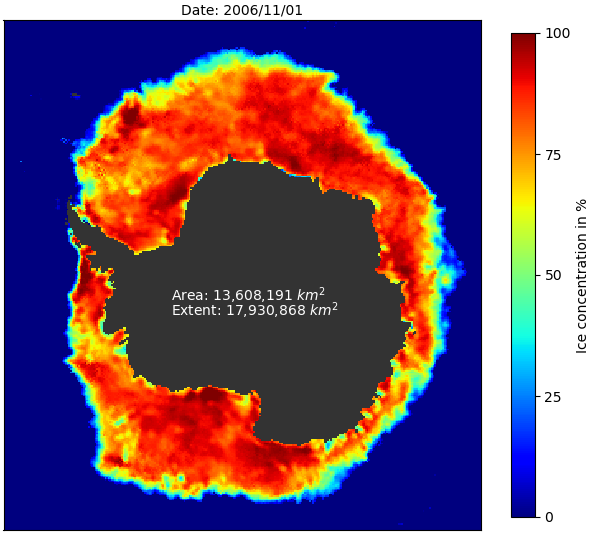 Date: 2006/11/01
100
75
50
25
0
Ice concentration in %
Area: 13,608,191 km²
Extent: 17,930,868 km²